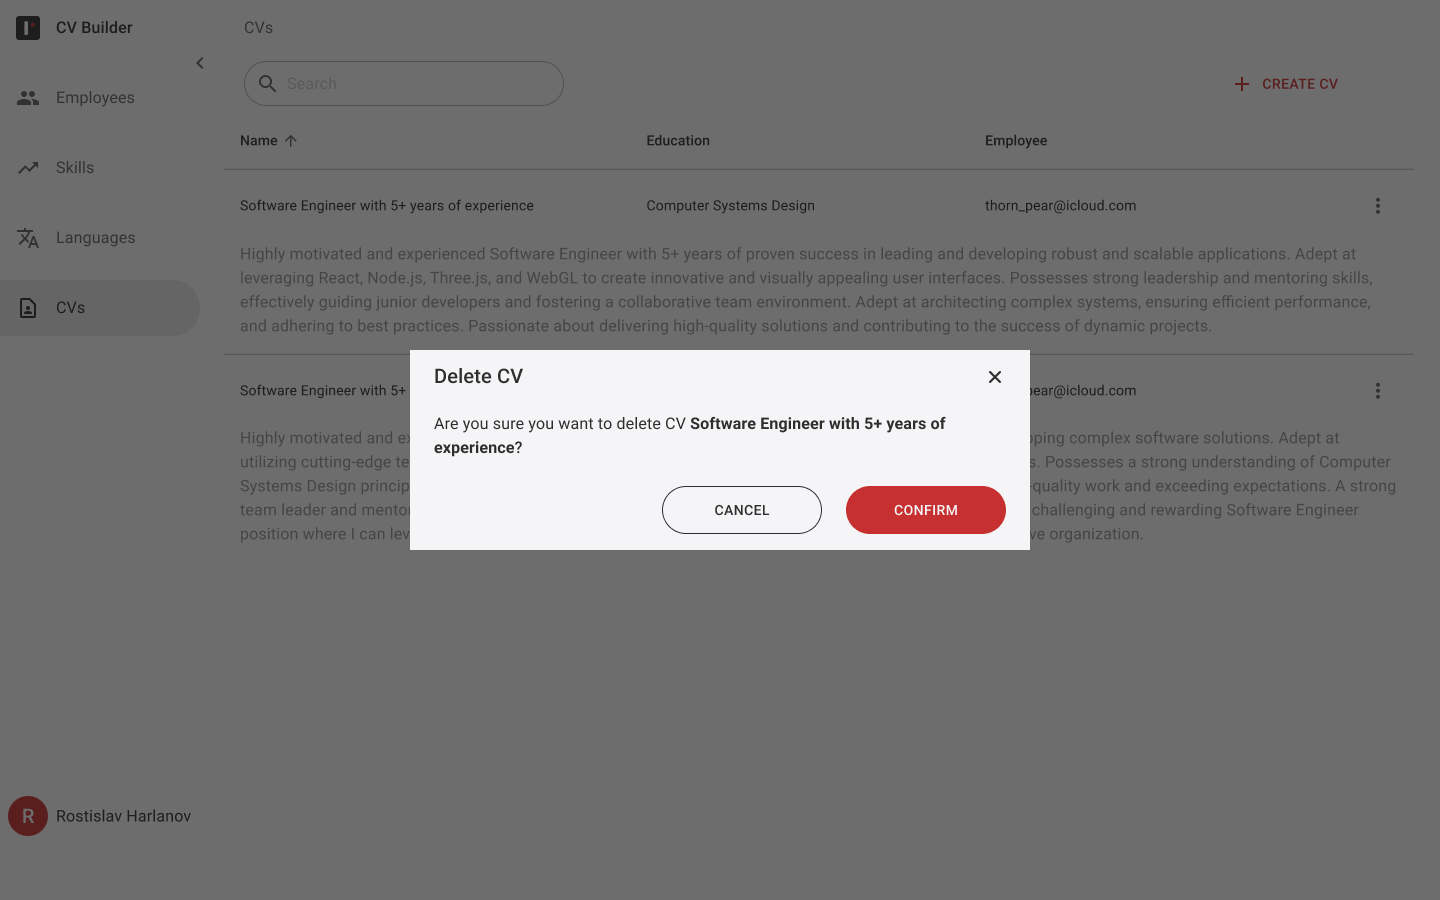 CV Builder
CVs
Employees
Search
CREATE CV
Name
Education
Employee
Skills
Software Engineer with 5+ years of experience
Computer Systems Design
thorn_pear@icloud.com
Languages
Highly motivated and experienced Software Engineer with 5+ years of proven success in leading and developing robust and scalable applications. Adept at
leveraging React, Node.js, Three.js, and WebGL to create innovative and visually appealing user interfaces. Possesses strong leadership and mentoring skills,
effectively guiding junior developers and fostering a collaborative team environment. Adept at architecting complex systems, ensuring efficient performance,
and adhering to best practices. Passionate about delivering high-quality solutions and contributing to the success of dynamic projects.
CVs
Delete CV
Are you sure you want to delete CV Software Engineer with 5+ years of
experience?
CANCEL
CONFIRM
Software Engineer with 5+
pear@icloud.com
Highly motivated and
complex software solutions. Adept at
utilizing cutting-edge
Possesses a strong understanding of Computer
Systems Design
-quality work and exceeding expectations. A strong
team leader and
challenging and rewarding Software Engineer
position where I can
organization.
R
Rostislav Harlanov